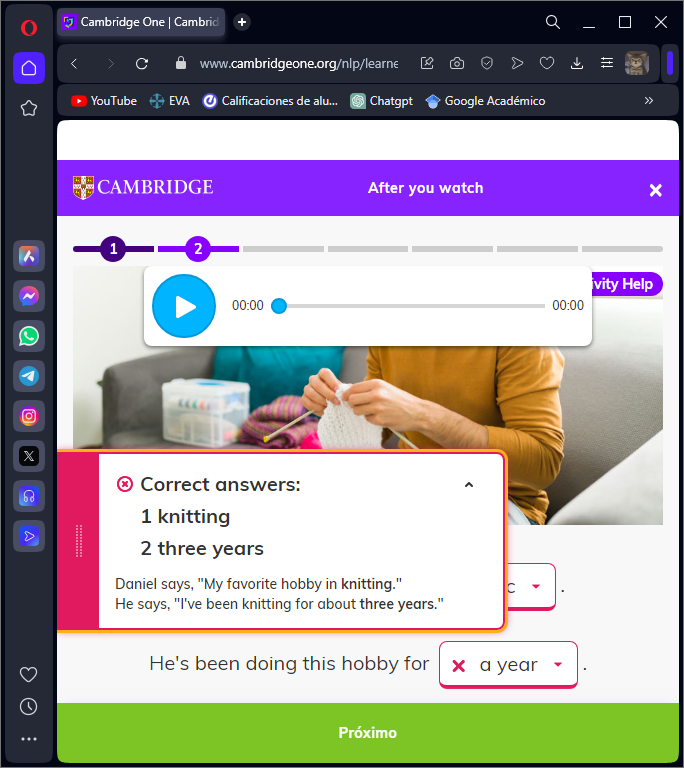 Cambridge One | Cambrid
www.cambridgeone.org/nlp/learne
YouTube
EVA
Calificaciones de alu...
Chatgpt
Google Académico
»
CAMBRIDGE
After you watch
1
2
00:00
00:00
ivity Help
Correct answers:
1 knitting
2 three years
Daniel says, "My favorite hobby in knitting."
He says, "I've been knitting for about three years."
c .
He's been doing this hobby for a year .
Próximo